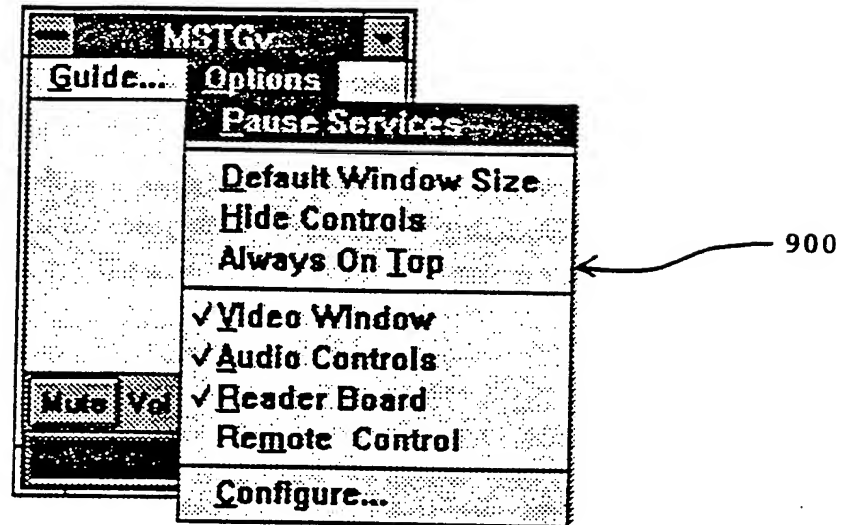 MSTGv
Guide... Options
Pause Services
Default Window Size
Hide Controls
Always On Top
900
√ Video Window
√ Audio Controls
√ Reader Board
Remote Control
Mute Vol
Configure...